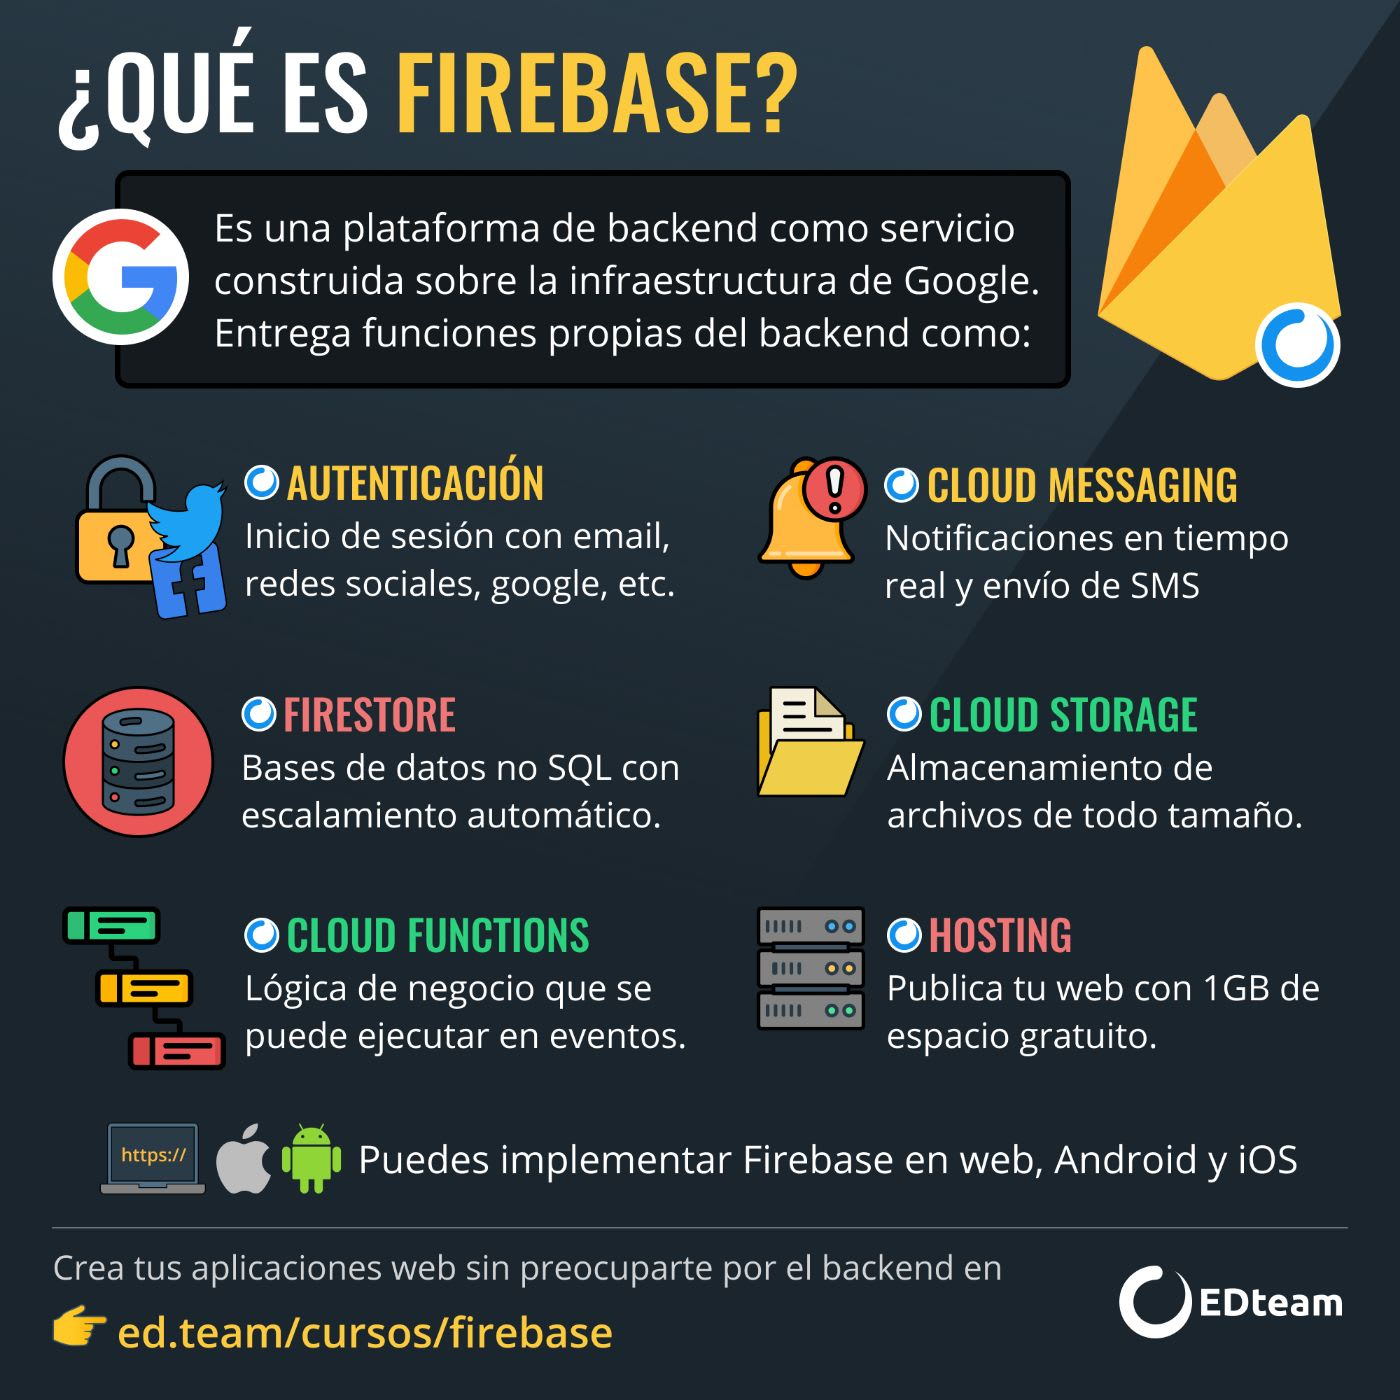 ¿QUÉ ES FIREBASE?
Es una plataforma de backend como servicio
construida sobre la infraestructura de Google.
Entrega funciones propias del backend como:
AUTENTICACIÓN
Inicio de sesión con email,
redes sociales, google, etc.
CLOUD MESSAGING
Notificaciones en tiempo
real y envío de SMS
FIRESTORE
Bases de datos no SQL con
escalamiento automático.
CLOUD STORAGE
Almacenamiento de
archivos de todo tamaño.
CLOUD FUNCTIONS
Lógica de negocio que se
puede ejecutar en eventos.
HOSTING
Publica tu web con 1GB de
espacio gratuito.
https://
Puedes implementar Firebase en web, Android y iOS
Crea tus aplicaciones web sin preocuparte por el backend en
ed.team/cursos/firebase
EDteam